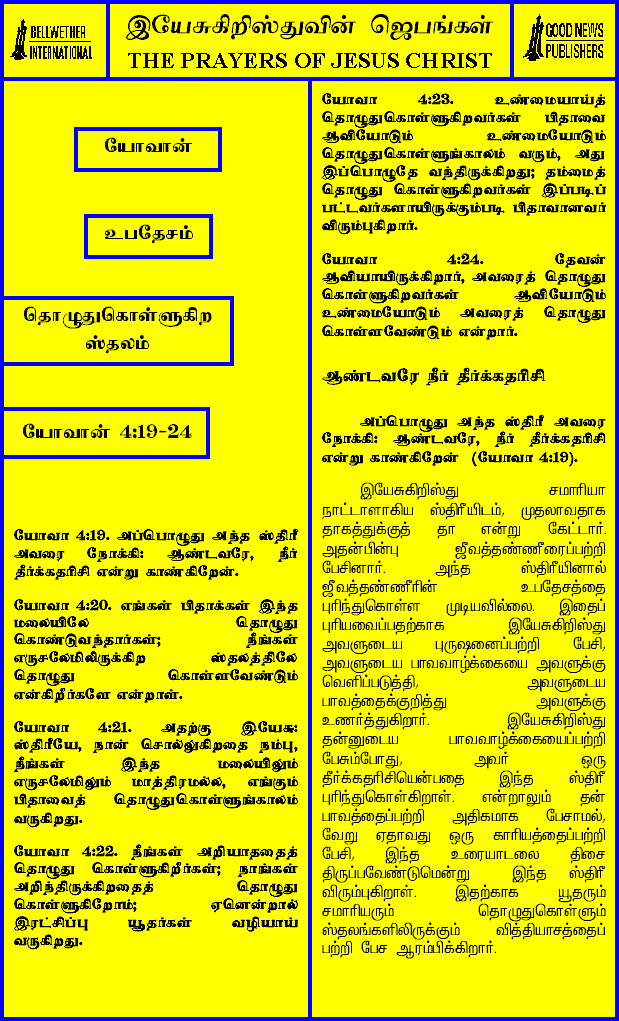 BELLWETHER
INTERNATIONAL
இயேசுகிறிஸ்துவின் ஜெபங்கள்
THE PRAYERS OF JESUS CHRIST
GOOD NEWS
PUBLISHERS
யோவான்
உபதேசம்
தொழுதுகொள்ளுகிற
ஸ்தலம்
யோவான் 4:19-24
யோவா 4:19. அப்பொழுது அந்த ஸ்திரீ
அவரை நோக்கி: ஆண்டவரே, நீர்
தீர்க்கதரிசி என்று காண்கிறேன்.
யோவா 4:20. எங்கள் பிதாக்கள் இந்த
மலையிலே தொழுது
கொண்டுவந்தார்கள்; நீங்கள்
எருசலேமிலிருக்கிற ஸ்தலத்திலே
தொழுது கொள்ளவேண்டும்
என்கிறீர்களே என்றாள்.
யோவா 4:21. அதற்கு இயேசு:
ஸ்திரீயே, நான் சொல்லுகிறதை நம்பு,
நீங்கள் இந்த மலையிலும்
எருசலேமிலும் மாத்திரமல்ல, எங்கும்
பிதாவைத் தொழுதுகொள்ளுங்காலம்
வருகிறது.
யோவா 4:22. நீங்கள் அறியாததைத்
தொழுது கொள்ளுகிறீர்கள்; நாங்கள்
அறிந்திருக்கிறதைத் தொழுது
கொள்ளுகிறோம்; ஏனென்றால்
இரட்சிப்பு யூதர்கள் வழியாய்
வருகிறது.
யோவா 4:23. உண்மையாய்த்
தொழுதுகொள்ளுகிறவர்கள் பிதாவை
ஆவியோடும் உண்மையோடும்
தொழுதுகொள்ளுங்காலம் வரும், அது
இப்பொழுதே வந்திருக்கிறது; தம்மைத்
தொழுது கொள்ளுகிறவர்கள் இப்படிப்
பட்டவர்களாயிருக்கும்படி பிதாவானவர்
விரும்புகிறார்.
யோவா 4:24. தேவன்
ஆவியாயிருக்கிறார், அவரைத் தொழுது
கொள்ளுகிறவர்கள் ஆவியோடும்
உண்மையோடும் அவரைத் தொழுது
கொள்ளவேண்டும் என்றார்.
ஆண்டவரே நீர் தீர்க்கதரிசி
அப்பொழுது அந்த ஸ்திரீ அவரை
நோக்கி: ஆண்டவரே, நீர் தீர்க்கதரிசி
என்று காண்கிறேன் (யோவா 4:19).
இயேசுகிறிஸ்து சமாரியா
நாட்டாளாகிய ஸ்திரீயிடம், முதலாவதாக
தாகத்துக்குத் தா என்று கேட்டார்.
அதன்பின்பு ஜீவத்தண்ணீரைப்பற்றி
பேசினார். அந்த ஸ்திரீயினால்
ஜீவத்தண்ணீரின் உபதேசத்தை
புரிந்துகொள்ள முடியவில்லை. இதைப்
புரியவைப்பதற்காக இயேசுகிறிஸ்து
அவளுடைய புருஷனைப்பற்றி பேசி,
அவளுடைய பாவவாழ்க்கையை அவளுக்கு
வெளிப்படுத்தி, அவளுடைய
பாவத்தைக்குறித்து அவளுக்கு
உணர்த்துகிறார். இயேசுகிறிஸ்து
தன்னுடைய பாவவாழ்க்கையைப்பற்றி
பேசும்போது, அவர் ஒரு
தீர்க்கதரிசியென்பதை இந்த ஸ்திரீ
புரிந்துகொள்கிறாள். என்றாலும் தன்
பாவத்தைப்பற்றி அதிகமாக பேசாமல்,
வேறு ஏதாவது ஒரு காரியத்தைப்பற்றி
பேசி, இந்த உரையாடலை திசை
திருப்பவேண்டுமென்று இந்த ஸ்திரீ
விரும்புகிறாள். இதற்காக யூதரும்
சமாரியரும் தொழுதுகொள்ளும்
ஸ்தலங்களிலிருக்கும் வித்தியாசத்தைப்
பற்றி பேச ஆரம்பிக்கிறார்.